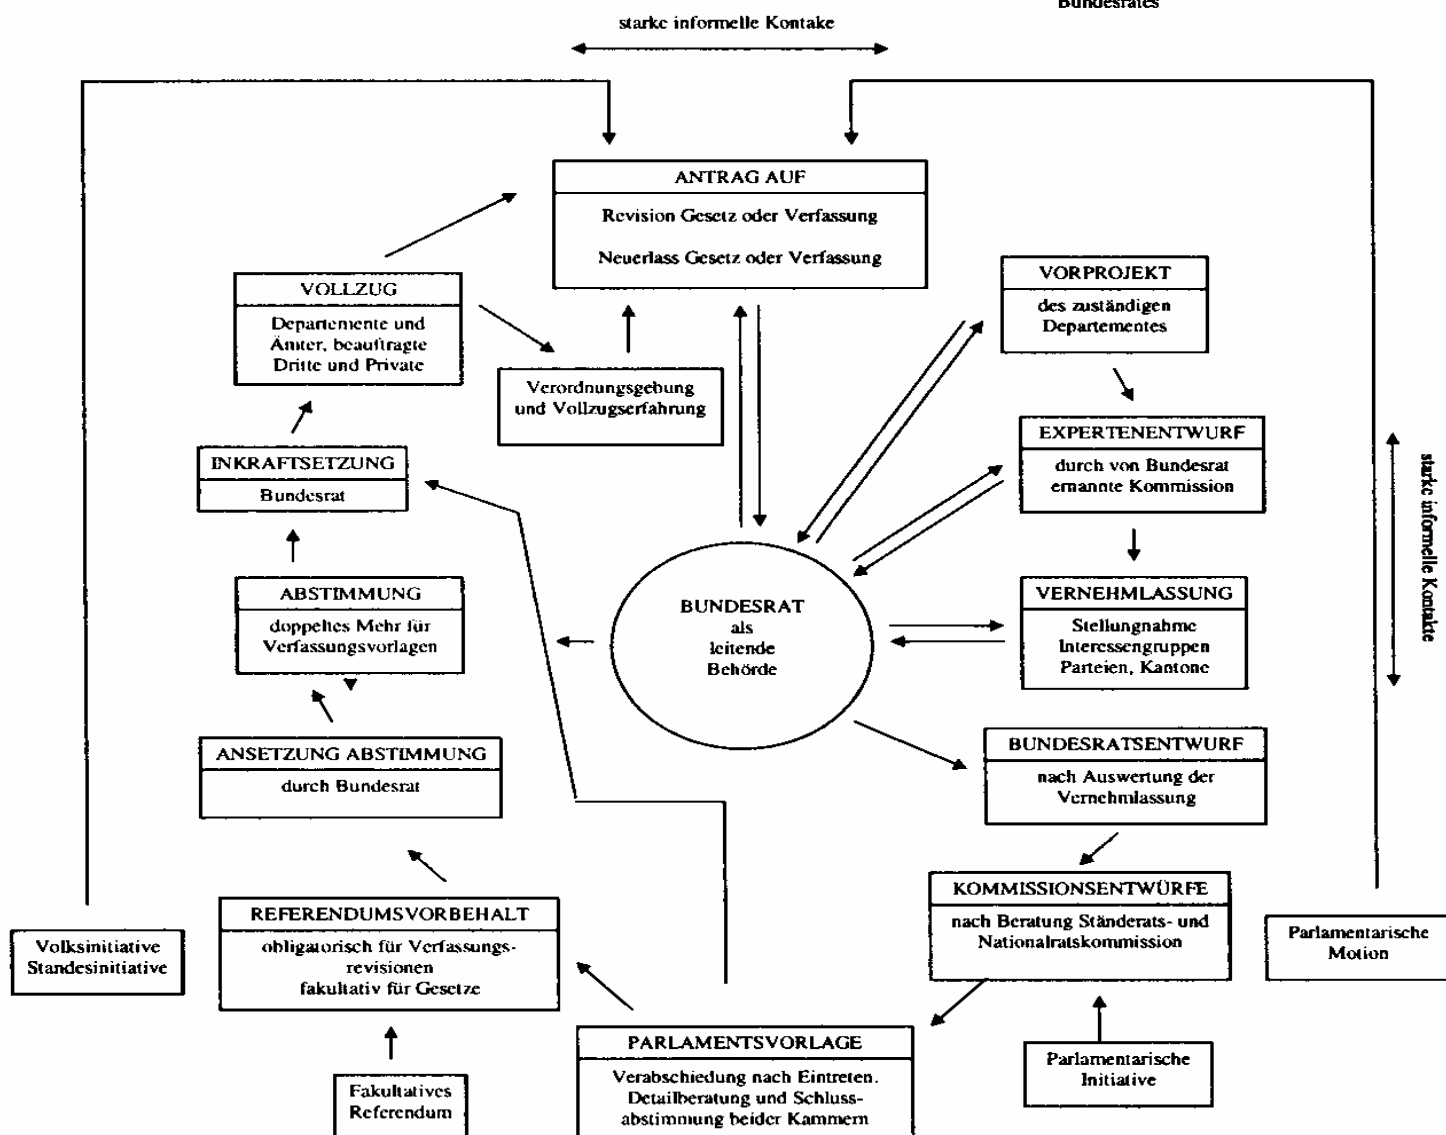 Bundesrates
starke informelle Kontake
ANTRAG AUF
Revision Gesetz oder Verfassung
Neuerlass Gesetz oder Verfassung
VORPROJEKT
des zuständigen
Departementes
VOLLZUG
Departemente und
Ämter, beauftragte
Dritte und Private
Verordnungsgebung
und Vollzugserfahrung
EXPERTENENTWURF
durch von Bundesrat
ernannte Kommission
INKRAFTSETZUNG
Bundesrat
starke informelle Kontakte
ABSTIMMUNG
doppeltes Mehr für
Verfassungsvorlagen
BUNDESRAT
als
leitende
Behörde
VERNEHMLASSUNG
Stellungnahme
Interessengruppen
Parteien, Kantone
ANSETZUNG ABSTIMMUNG
durch Bundesrat
BUNDESRATSENTWURF
nach Auswertung der
Vernehmlassung
KOMMISSIONSENTWÜRFE
nach Beratung Ständerats- und
Nationalratskommission
REFERENDUMSVORBEHALT
obligatorisch für Verfassungs-
revisionen
fakultativ für Gesetze
Volksinitiative
Standesinitiative
Parlamentarische
Motion
PARLAMENTSVORLAGE
Verabschiedung nach Eintreten.
Detailberatung und Schluss-
abstimmung beider Kammern
Parlamentarische
Initiative
Fakultatives
Referendum